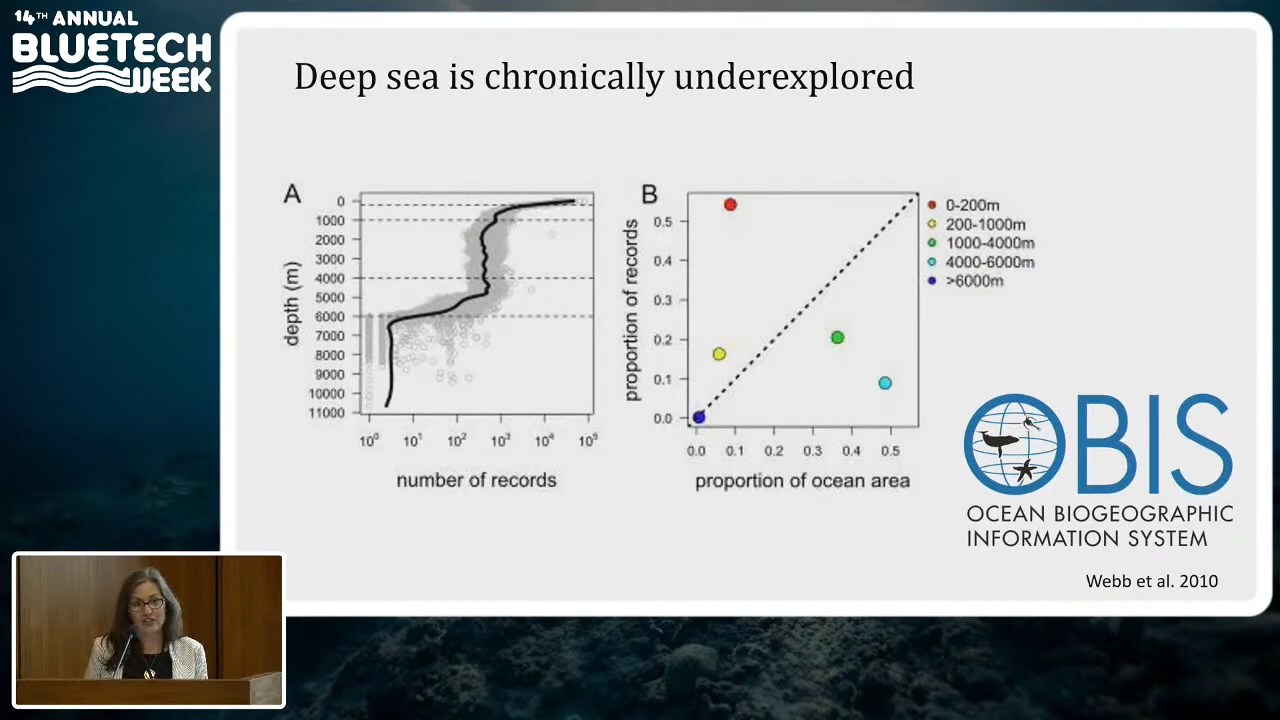 14TH ANNUAL
BLUETECH
WEEK
Deep sea is chronically underexplored
A
depth (m)
0
1000
2000
3000
4000
5000
6000
7000
8000
9000
10000
11000
10⁰ 10¹ 10² 10³ 10⁴ 10⁵
number of records
B
proportion of records
0.5
0.4
0.3
0.2
0.1
0.0
0.0 0.1 0.2 0.3 0.4 0.5
proportion of ocean area
0-200m
200-1000m
1000-4000m
4000-6000m
>6000m
OBIS
OCEAN BIOGEOGRAPHIC
INFORMATION SYSTEM
Webb et al. 2010